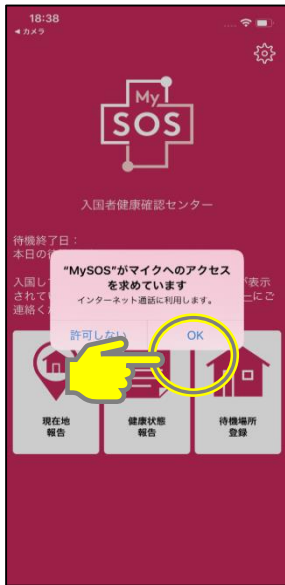 18:38
◀ カメラ
My
SOS
入国者健康確認センター
待機終了日:
本日の
"MySOS"がマイクへのアクセス
を求めています
インターネット通話に利用します。
入国し
表示
されて
にご
連絡く
許可しない
OK
現在地
報告
健康状態
報告
待機場所
登録